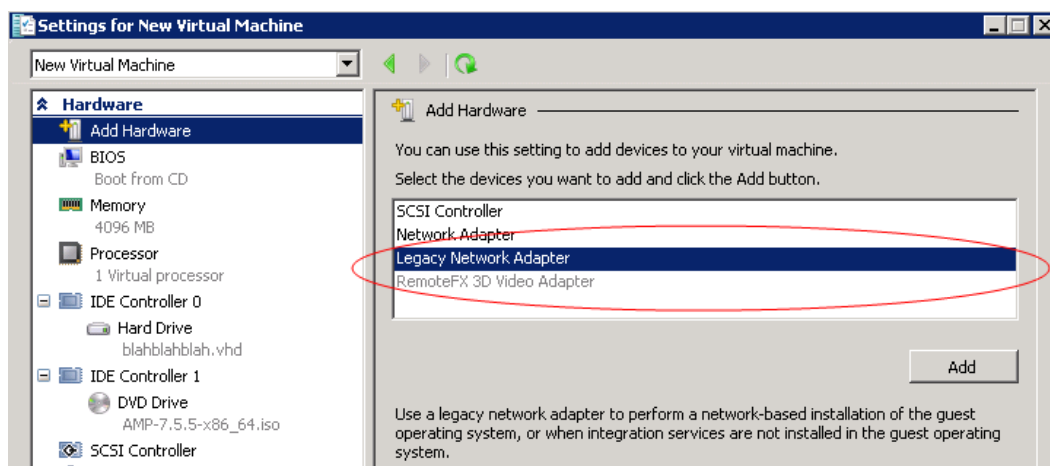 Settings for New Virtual Machine
New Virtual Machine
Hardware
Add Hardware
BIOS
Boot from CD
Memory
4096 MB
Processor
1 Virtual processor
IDE Controller 0
Hard Drive
blahblahblah.vhd
IDE Controller 1
DVD Drive
AMP-7.5.5-x86_64.iso
SCSI Controller
Add Hardware
You can use this setting to add devices to your virtual machine.
Select the devices you want to add and click the Add button.
SCSI Controller
Network Adapter
Legacy Network Adapter
RemoteFX 3D Video Adapter
Add
Use a legacy network adapter to perform a network-based installation of the guest
operating system, or when integration services are not installed in the guest operating
system.